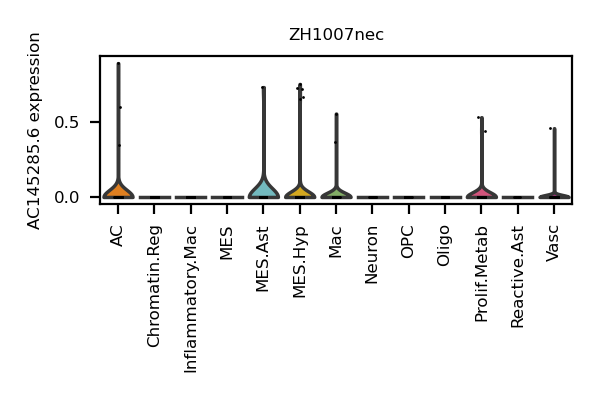 ZH1007nec
AC145285.6 expression
0.5
0.0
AC
Chromatin.Reg
Inflammatory.Mac
MES
MES.Ast
MES.Hyp
Mac
Neuron
OPC
Oligo
Prolif.Metab
Reactive.Ast
Vasc